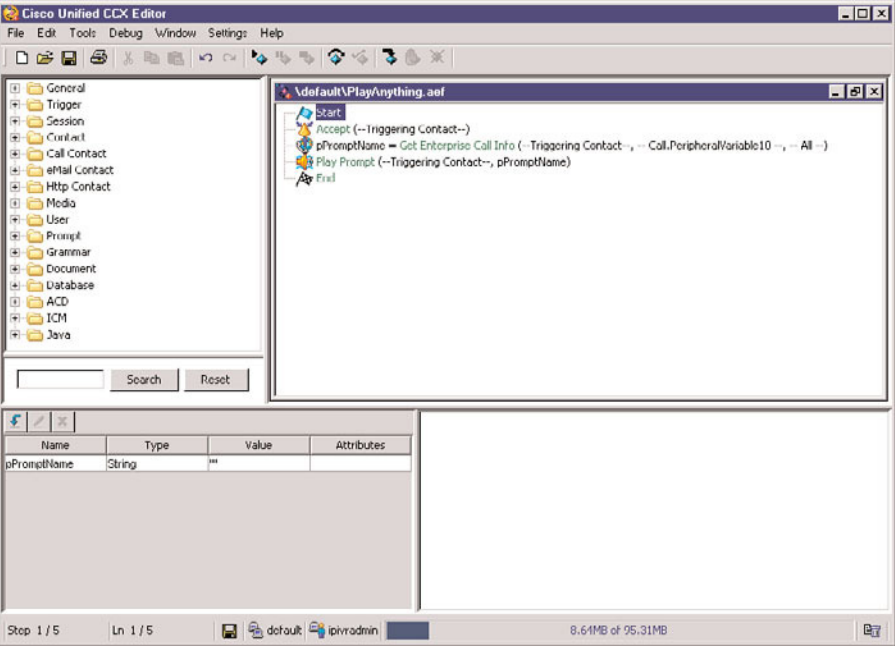 Cisco Unified CCX Editor
File Edit Tools Debug Window Settings Help
General
Trigger
Session
Contact
Call Contact
eMail Contact
Http Contact
Media
User
Prompt
Grammar
Document
Database
ACD
ICM
Java
Search Reset
\default\PlayAnything.aef
Start
Accept (--Triggering Contact--)
pPromptName = Get Enterprise Call Info (--Triggering Contact--, -- Call.PeripheralVariable10 --, -- All --)
Play Prompt (--Triggering Contact--, pPromptName)
End
Name Type Value Attributes
pPromptName String ""
Step 1/5 Ln 1/5 default ipivradmin 8.64MB of 95.31MB